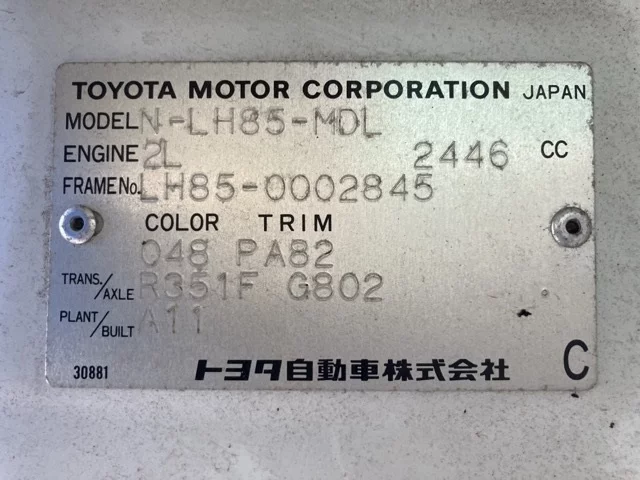 TOYOTA MOTOR CORPORATION JAPAN
MODEL N-LH85-MDL
ENGINE 2L 2446 CC
FRAME No. LH85-0002845
COLOR TRIM
048 PA82
TRANS./AXLE R351F G802
PLANT/BUILT A11
30881 トヨタ自動車株式会社 C